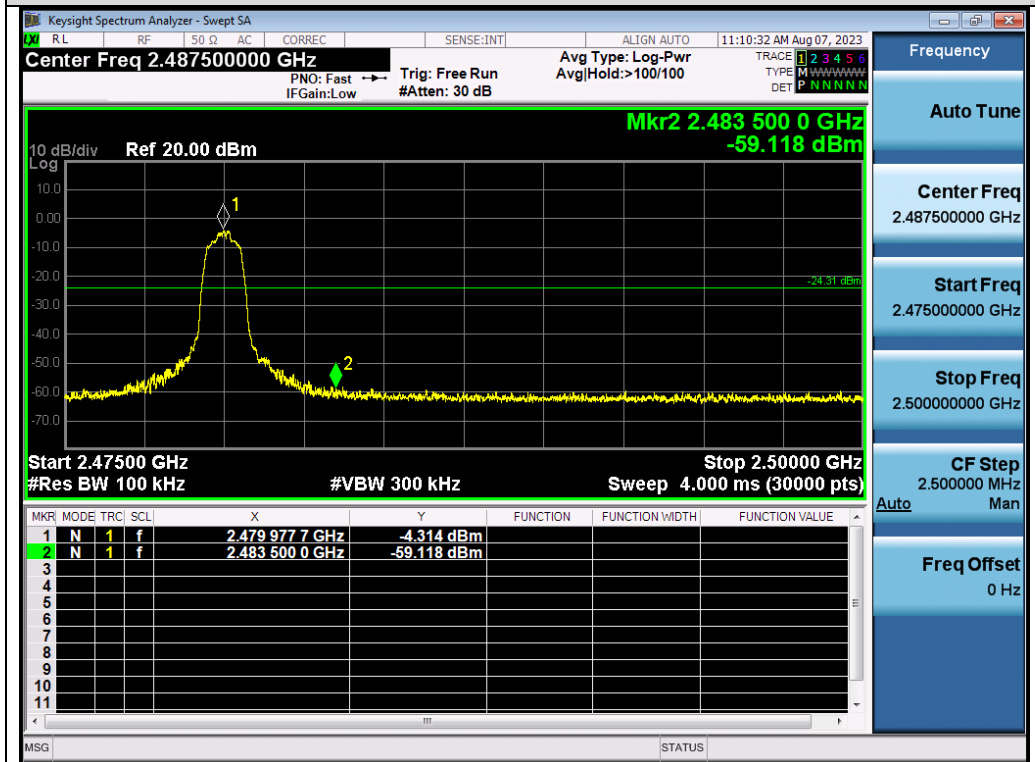 Keysight Spectrum Analyzer - Swept SA
LXI RL RF 50 Ω AC CORREC SENSE:INT ALIGN AUTO 11:10:32 AM Aug 07, 2023
Center Freq 2.487500000 GHz
PNO: Fast
IFGain:Low
Trig: Free Run
#Atten: 30 dB
Avg Type: Log-Pwr
Avg|Hold:>100/100
TRACE 1 2 3 4 5 6
TYPE M WWWWW
DET P N N N N N
Mkr2 2.483 500 0 GHz
-59.118 dBm
10 dB/div Ref 20.00 dBm
Log
10.0
0.00
-10.0
-20.0
-30.0
-40.0
-50.0
-60.0
-70.0
1
2
-24.31 dBm
Start 2.47500 GHz Stop 2.50000 GHz
#Res BW 100 kHz #VBW 300 kHz Sweep 4.000 ms (30000 pts)
MKR MODE TRC SCL X Y FUNCTION FUNCTION WIDTH FUNCTION VALUE
1 N 1 f 2.479 977 7 GHz -4.314 dBm
2 N 1 f 2.483 500 0 GHz -59.118 dBm
3
4
5
6
7
8
9
10
11
MSG STATUS
Frequency
Auto Tune
Center Freq
2.487500000 GHz
Start Freq
2.475000000 GHz
Stop Freq
2.500000000 GHz
CF Step
2.500000 MHz
Auto Man
Freq Offset
0 Hz